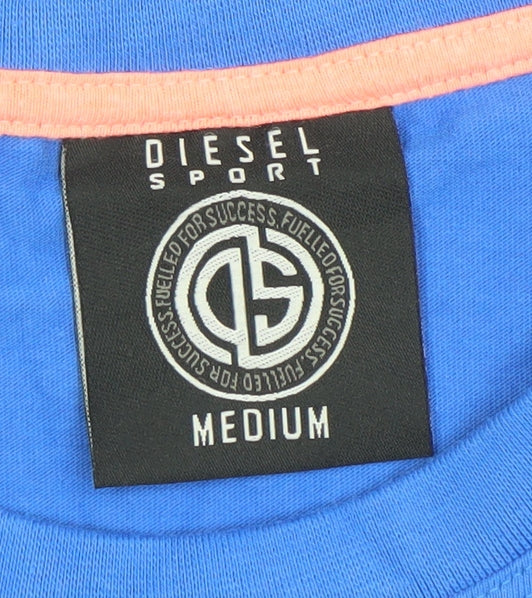 DIESEL
SPORT
FUELLED FOR SUCCESS. FUELLED FOR SUCCESS. FUELLED FOR SUCCESS.
DS
MEDIUM